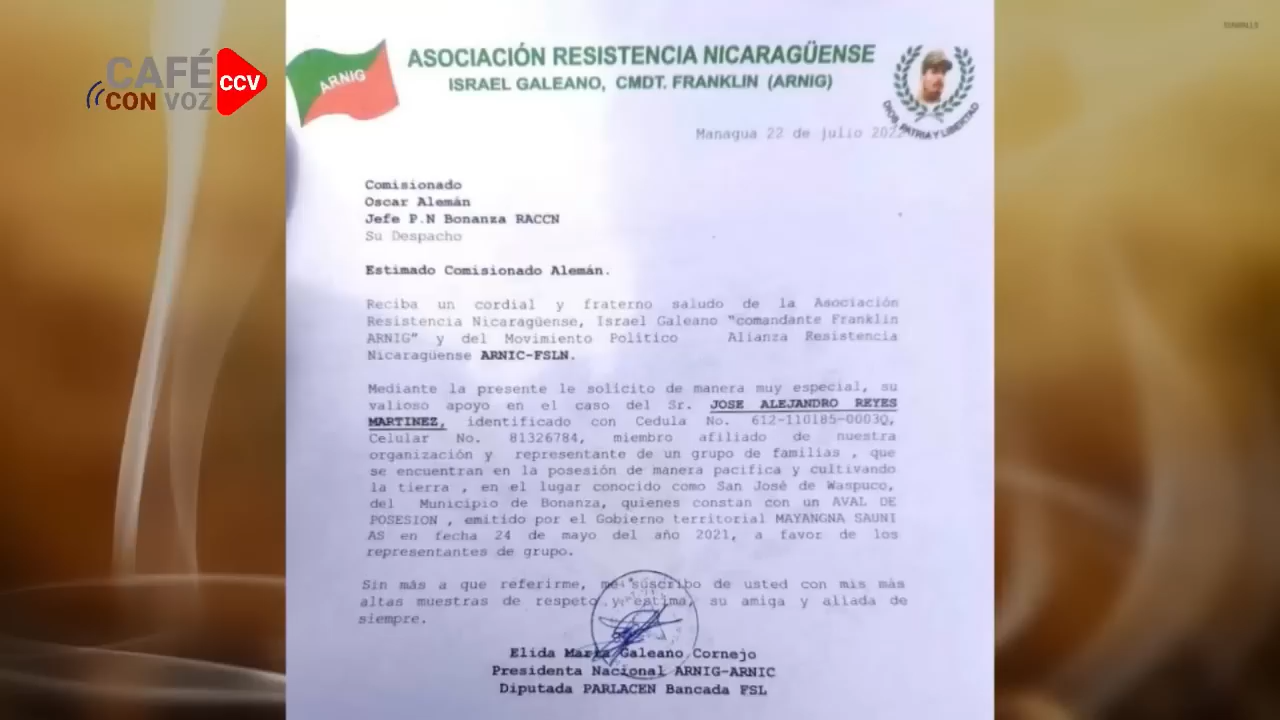 CAFÉ
CON VOZ
CCV
ARNIG
ASOCIACIÓN RESISTENCIA NICARAGÜENSE
ISRAEL GALEANO, CMDT. FRANKLIN (ARNIG)
DIOS, PATRIA Y LIBERTAD
Managua 22 de julio 2022
Comisionado
Oscar Alemán
Jefe P.N Bonanza RACCN
Su Despacho
Estimado Comisionado Alemán.
Reciba un cordial y fraterno saludo de la Asociación
Resistencia Nicaragüense, Israel Galeano "comandante Franklin
ARNIG" y del Movimiento Político Alianza Resistencia
Nicaragüense ARNIC-FSLN.
Mediante la presente le solicito de manera muy especial, su
valioso apoyo en el caso del Sr. JOSE ALEJANDRO REYES
MARTINEZ, identificado con Cedula No. 612-110185-0003Q,
Celular No. 81326784, miembro afiliado de nuestra
organización y representante de un grupo de familias , que
se encuentran en la posesión de manera pacifica y cultivando
la tierra , en el lugar conocido como San José de Waspuco,
del Municipio de Bonanza, quienes constan con un AVAL DE
POSESION , emitido por el Gobierno territorial MAYANGNA SAUNI
AS en fecha 24 de mayo del año 2021, a favor de los
representantes de grupo.
Sin más a que referirme, me suscribo de usted con mis más
altas muestras de respeto y estima, su amiga y aliada de
siempre.
Elida María Galeano Cornejo
Presidenta Nacional ARNIG-ARNIC
Diputada PARLACEN Bancada FSL